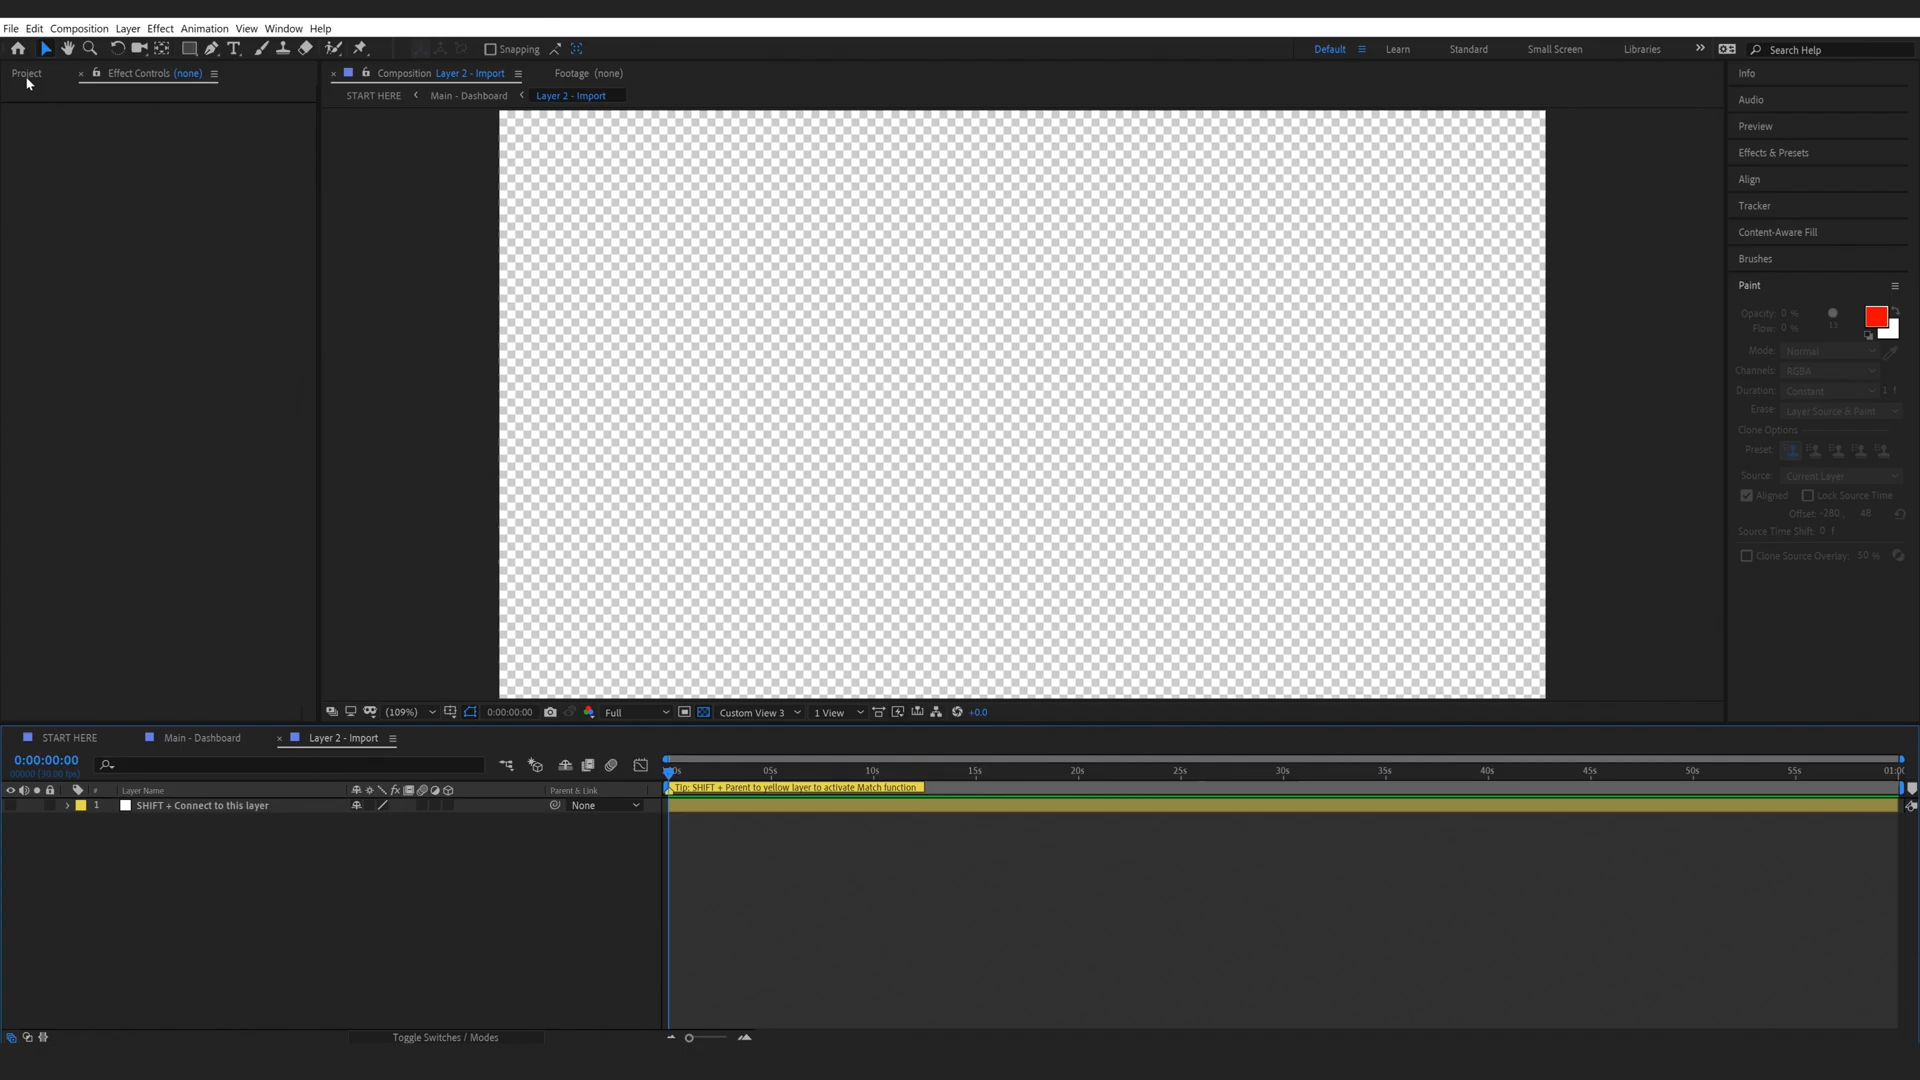 File Edit Composition Layer Effect Animation View Window Help
Snapping Default Learn Standard Small Screen Libraries Search Help
Project Effect Controls (none) Composition Layer 2 - Import Footage (none) Info
START HERE Main - Dashboard Layer 2 - Import
Audio
Preview
Effects & Presets
Align
Tracker
Content-Aware Fill
Brushes
Paint
Opacity: 0 %
Flow: 0 % 13
Mode: Normal
Channels: RGBA
Duration: Constant
Erase: Layer Source & Paint
Clone Options
Preset:
Source: Current Layer
Aligned Lock Source Time
Offset: -280 , 48
Source Time Shift: 0 f
Clone Source Overlay: 50 %
(109%) 0:00:00:00 Full Custom View 3 1 View +0.0
START HERE Main - Dashboard Layer 2 - Import
0:00:00:00
00000 (30.00 fps)
05s 10s 15s 20s 25s 30s 35s 40s 45s 50s 55s
# Layer Name Parent & Link
Tip: SHIFT + Parent to yellow layer to activate Match function
1 SHIFT + Connect to this layer None
Toggle Switches / Modes